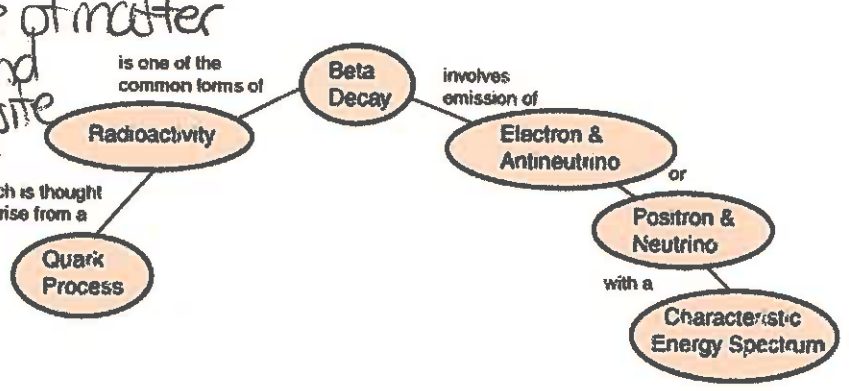 of matter
is one of the
common forms of
Beta
Decay
involves
emission of
Radioactivity
Electron &
Antineutrino
or
is thought
rise from a
Positron &
Neutrino
Quark
Process
with a
Characteristic
Energy Spectrum